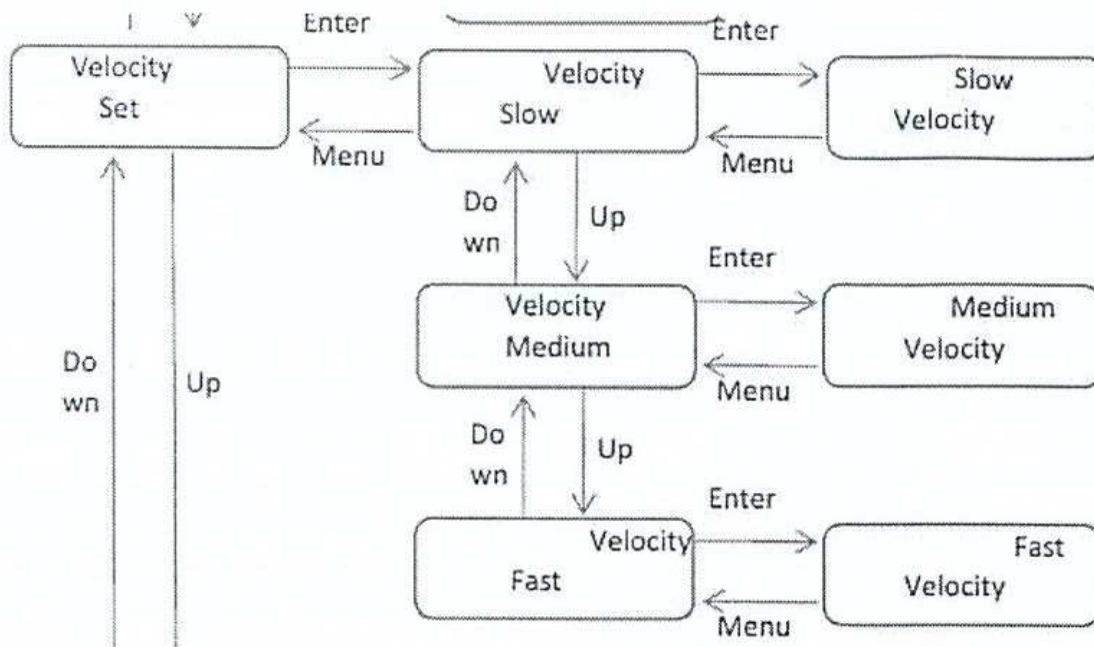 Enter
Enter
Velocity
Set
Velocity
Slow
Slow
Velocity
Menu
Menu
Do
wn
Up
Enter
Velocity
Medium
Medium
Velocity
Do
wn
Up
Menu
Do
wn
Up
Enter
Velocity
Fast
Fast
Velocity
Menu